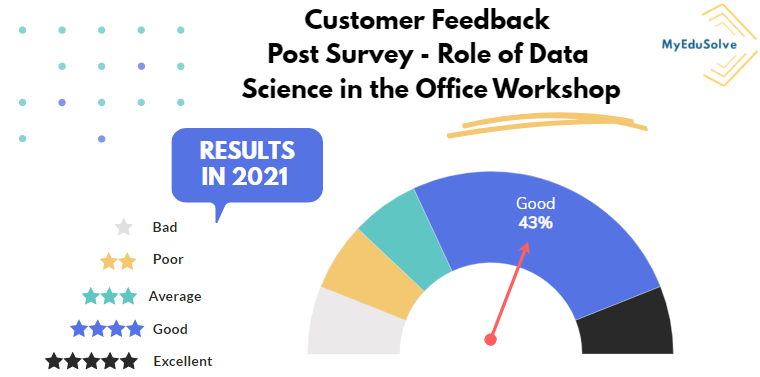 Customer Feedback
Post Survey - Role of Data
Science in the Office Workshop
MyEduSolve
RESULTS
IN 2021
Bad
Poor
Average
Good
Excellent
Good
43%